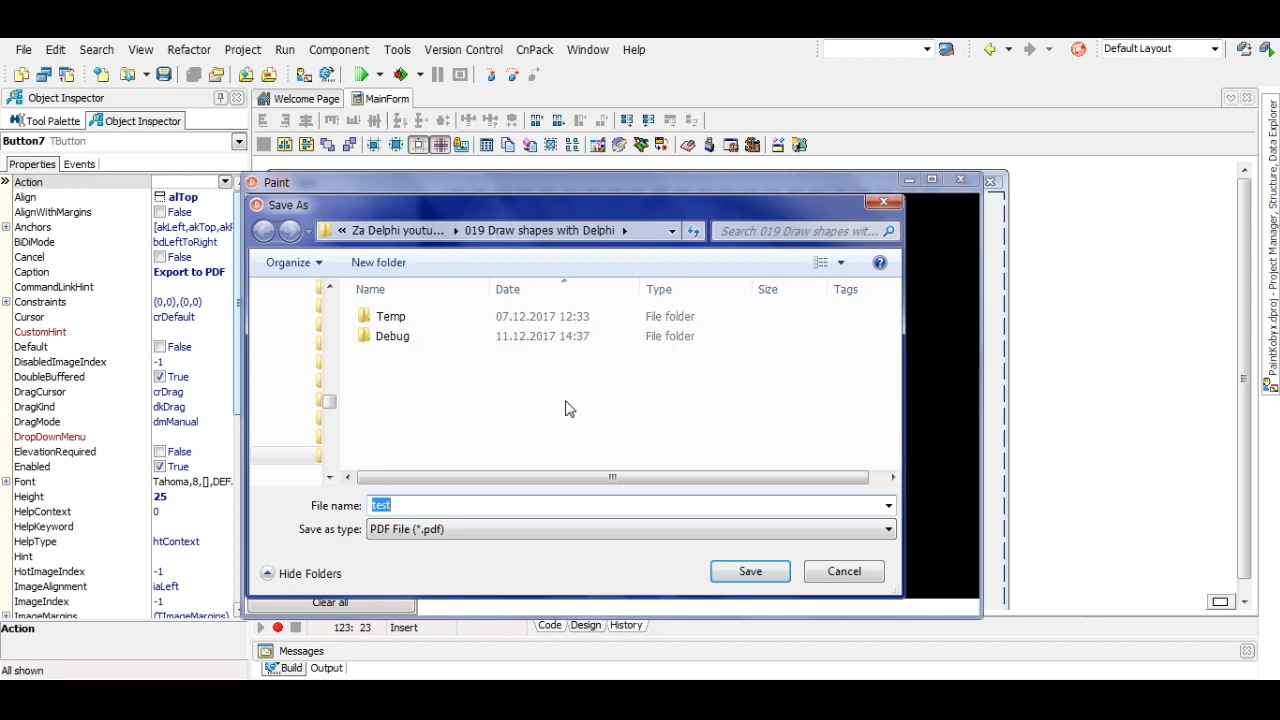 File Edit Search View Refactor Project Run Component Tools Version Control CnPack Window Help
Default Layout
Object Inspector
Welcome Page MainForm
Tool Palette Object Inspector
Button7 TButton
Properties Events
Action
Align alTop
AlignWithMargins False
Anchors [akLeft,akTop,ak
BiDiMode bdLeftToRight
Cancel False
Caption Export to PDF
CommandLinkHint
Constraints (0,0),(0,0)
Cursor crDefault
CustomHint
Default False
DisabledImageIndex -1
DoubleBuffered True
DragCursor crDrag
DragKind dkDrag
DragMode dmManual
DropDownMenu
ElevationRequired False
Enabled True
Font Tahoma,8,[],DEF
Height 25
HelpContext 0
HelpKeyword
HelpType htContext
Hint
HotImageIndex -1
ImageAlignment iaLeft
ImageIndex -1
ImageMargins (TImageMargins)
Action
All shown
Paint
Save As
« Za Delphi youtu... 019 Draw shapes with Delphi
Search 019 Draw shapes wit...
Organize New folder
Name Date Type Size Tags
Temp 07.12.2017 12:33 File folder
Debug 11.12.2017 14:37 File folder
File name: test
Save as type: PDF File (*.pdf)
Hide Folders Save Cancel
Clear all
123: 23 Insert Code Design History
Messages
Build Output
PaintKobyx.dproj - Project Manager, Structure, Data Explorer